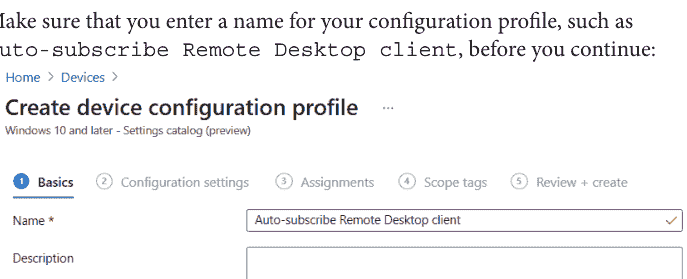 Make sure that you enter a name for your configuration profile, such as
uto-subscribe Remote Desktop client, before you continue:
Home > Devices >
Create device configuration profile ...
Windows 10 and later - Settings catalog (preview)
1 Basics 2 Configuration settings 3 Assignments 4 Scope tags 5 Review + create
Name * Auto-subscribe Remote Desktop client
Description